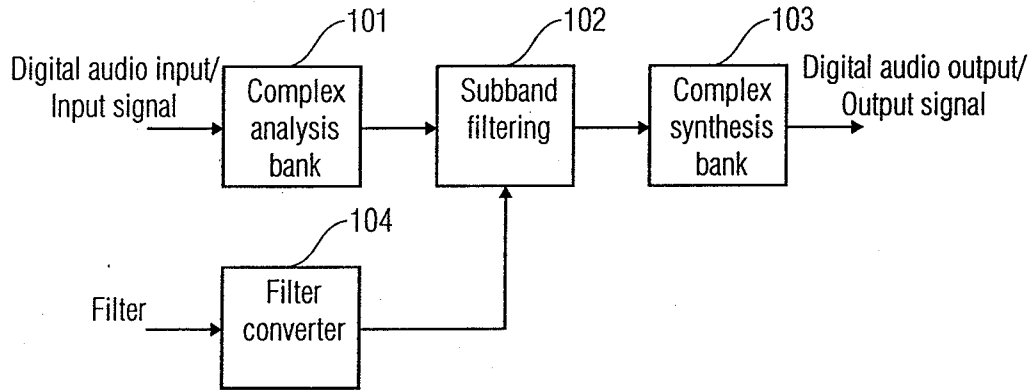 101
102
103
Digital audio input/
Input signal
Complex
analysis
bank
Subband
filtering
Complex
synthesis
bank
Digital audio output/
Output signal
104
Filter
Filter
converter